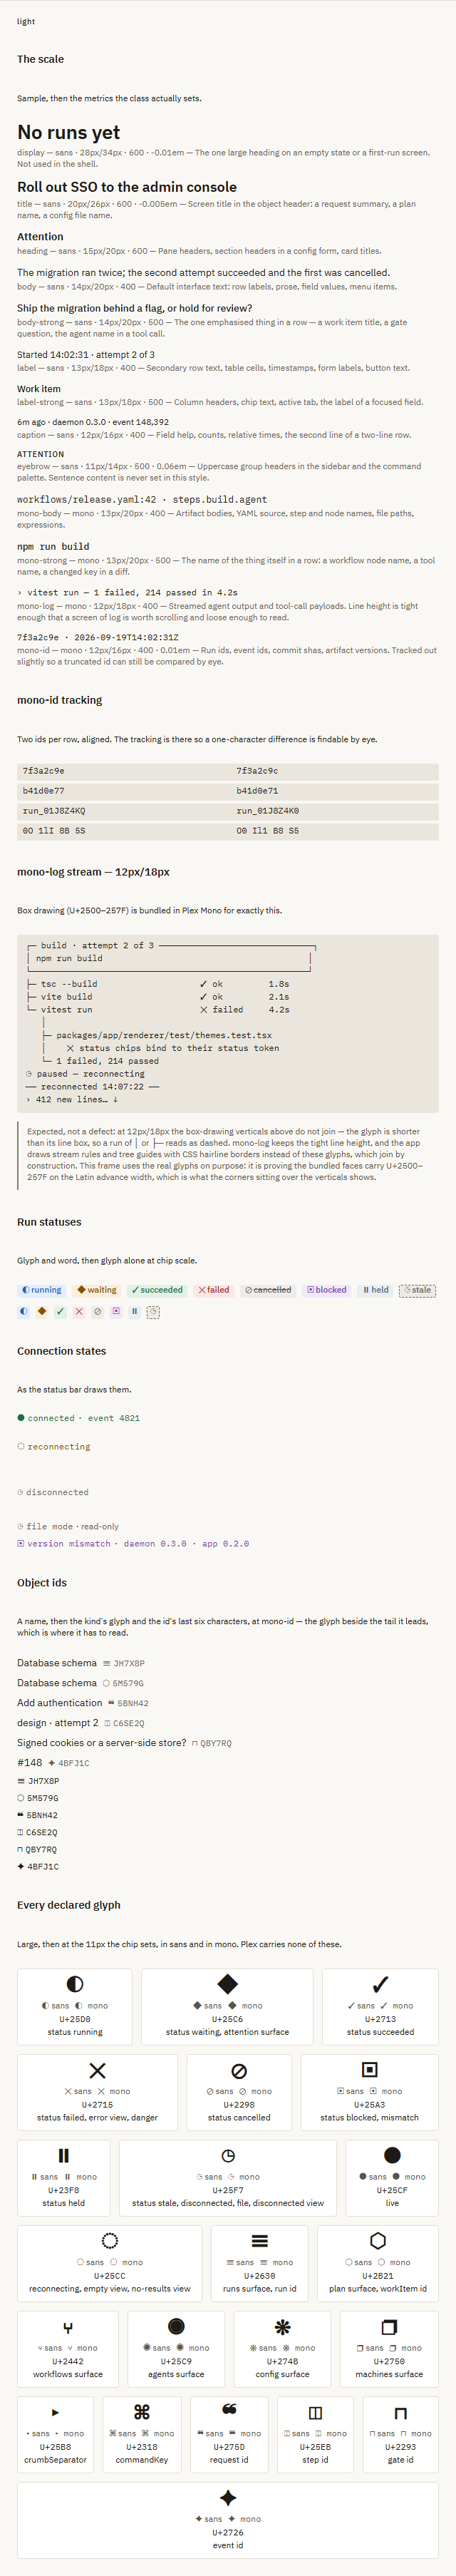 light
The scale
Sample, then the metrics the class actually sets.
No runs yet
display — sans · 28px/34px · 600 · -0.01em — The one large heading on an empty state or a first-run screen.
Not used in the shell.
Roll out SSO to the admin console
title — sans · 20px/26px · 600 · -0.005em — Screen title in the object header: a request summary, a plan
name, a config file name.
Attention
heading — sans · 15px/20px · 600 — Pane headers, section headers in a config form, card titles.
The migration ran twice; the second attempt succeeded and the first was cancelled.
body — sans · 14px/20px · 400 — Default interface text: row labels, prose, field values, menu items.
Ship the migration behind a flag, or hold for review?
body-strong — sans · 14px/20px · 500 — The one emphasised thing in a row — a work item title, a gate
question, the agent name in a tool call.
Started 14:02:31 · attempt 2 of 3
label — sans · 13px/18px · 400 — Secondary row text, table cells, timestamps, form labels, button text.
Work item
label-strong — sans · 13px/18px · 500 — Column headers, chip text, active tab, the label of a focused field.
6m ago · daemon 0.3.0 · event 148,392
caption — sans · 12px/16px · 400 — Field help, counts, relative times, the second line of a two-line row.
ATTENTION
eyebrow — sans · 11px/14px · 500 · 0.06em — Uppercase group headers in the sidebar and the command
palette. Sentence content is never set in this style.
workflows/release.yaml:42 · steps.build.agent
mono-body — mono · 13px/20px · 400 — Artifact bodies, YAML source, step and node names, file paths,
expressions.
npm run build
mono-strong — mono · 13px/20px · 500 — The name of the thing itself in a row: a workflow node name, a tool
name, a changed key in a diff.
› vitest run — 1 failed, 214 passed in 4.2s
mono-log — mono · 12px/18px · 400 — Streamed agent output and tool-call payloads. Line height is tight
enough that a screen of log is worth scrolling and loose enough to read.
7f3a2c9e · 2026-09-19T14:02:31Z
mono-id — mono · 12px/16px · 400 · 0.01em — Run ids, event ids, commit shas, artifact versions. Tracked out
slightly so a truncated id can still be compared by eye.
mono-id tracking
Two ids per row, aligned. The tracking is there so a one-character difference is findable by eye.
7f3a2c9e 7f3a2c9c
b41d0e77 b41d0e71
run_01J8Z4KQ run_01J8Z4K0
0O 1lI 8B 5S O0 Il1 B8 S5
mono-log stream — 12px/18px
Box drawing (U+2500–257F) is bundled in Plex Mono for exactly this.
┌─ build · attempt 2 of 3 ──────────────────────────────┐
│ npm run build │
└───────────────────────────────────────────────────────┘
├─ tsc --build ✓ ok 1.8s
├─ vite build ✓ ok 2.1s
└─ vitest run ✕ failed 4.2s
│
├─ packages/app/renderer/test/themes.test.tsx
│ ✕ status chips bind to their status token
└─ 1 failed, 214 passed
◷ paused — reconnecting
── reconnected 14:07:22 ──
› 412 new lines… ↓
Expected, not a defect: at 12px/18px the box-drawing verticals above do not join — the glyph is shorter
than its line box, so a run of │ or ├─ reads as dashed. mono-log keeps the tight line height, and the app
draws stream rules and tree guides with CSS hairline borders instead of these glyphs, which join by
construction. This frame uses the real glyphs on purpose: it is proving the bundled faces carry U+2500–
257F on the Latin advance width, which is what the corners sitting over the verticals shows.
Run statuses
Glyph and word, then glyph alone at chip scale.
◐ running ◆ waiting ✓ succeeded ✕ failed ⊘ cancelled ▣ blocked ⏸ held ◷ stale
◐ ◆ ✓ ✕ ⊘ ▣ ⏸ ◷
Connection states
As the status bar draws them.
● connected · event 4821
◌ reconnecting
◷ disconnected
◷ file mode · read-only
▣ version mismatch · daemon 0.3.0 · app 0.2.0
Object ids
A name, then the kind's glyph and the id's last six characters, at mono-id — the glyph beside the tail it leads,
which is where it has to read.
Database schema ☰ JH7X8P
Database schema ⬡ 5M579G
Add authentication ❝ 5BNH42
design · attempt 2 ◫ C6SE2Q
Signed cookies or a server-side store? ⊓ QBY7RQ
#148 ✦ 4BFJ1C
☰ JH7X8P
⬡ 5M579G
❝ 5BNH42
◫ C6SE2Q
⊓ QBY7RQ
✦ 4BFJ1C
Every declared glyph
Large, then at the 11px the chip sets, in sans and in mono. Plex carries none of these.
◐ ◆ ✓
◐ sans ◐ mono ◆ sans ◆ mono ✓ sans ✓ mono
U+25D0 U+25C6 U+2713
status running status waiting, attention surface status succeeded
✕ ⊘ ▣
✕ sans ✕ mono ⊘ sans ⊘ mono ▣ sans ▣ mono
U+2715 U+2298 U+25A3
status failed, error view, danger status cancelled status blocked, mismatch
⏸ ◷ ●
⏸ sans ⏸ mono ◷ sans ◷ mono ● sans ● mono
U+23F8 U+25F7 U+25CF
status held status stale, disconnected, file, disconnected view live
◌ ☰ ⬡
◌ sans ◌ mono ☰ sans ☰ mono ⬡ sans ⬡ mono
U+25CC U+2630 U+2B21
reconnecting, empty view, no-results view runs surface, run id plan surface, workItem id
⑂ ◉ ❋ ❐
⑂ sans ⑂ mono ◉ sans ◉ mono ❋ sans ❋ mono ❐ sans ❐ mono
U+2442 U+25C9 U+274B U+2750
workflows surface agents surface config surface machines surface
▸ ⌘ ❝ ◫ ⊓
▸ sans ▸ mono ⌘ sans ⌘ mono ❝ sans ❝ mono ◫ sans ◫ mono ⊓ sans ⊓ mono
U+25B8 U+2318 U+275D U+25EB U+2293
crumbSeparator commandKey request id step id gate id
✦
✦ sans ✦ mono
U+2726
event id